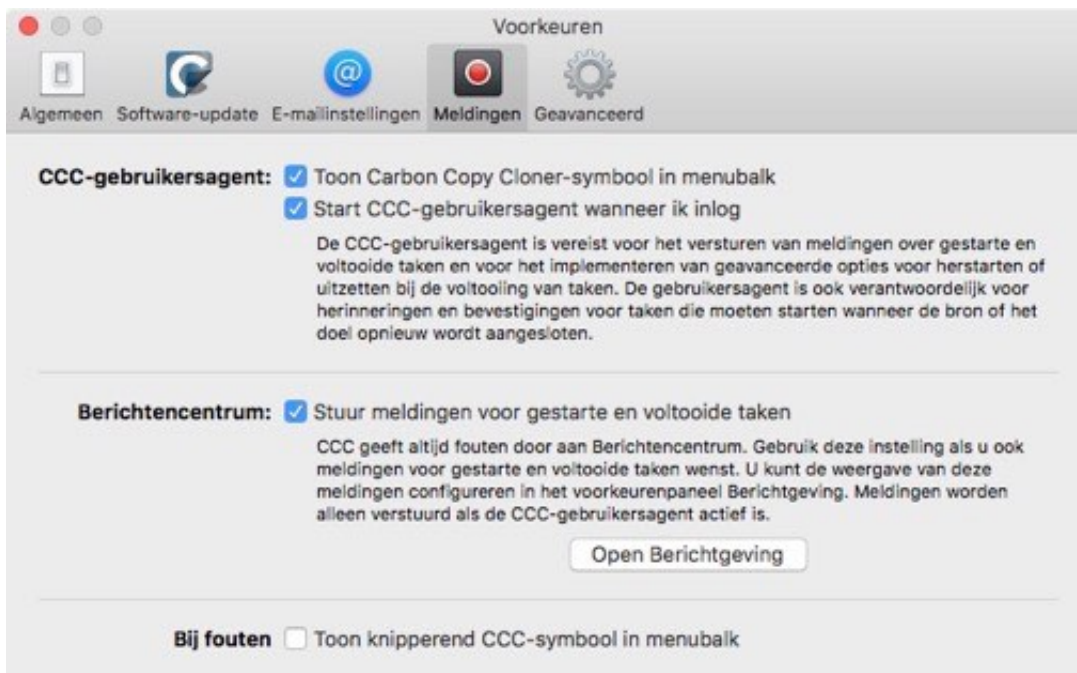 Voorkeuren
Algemeen Software-update E-mailinstellingen Meldingen Geavanceerd
CCC-gebruikersagent: Toon Carbon Copy Cloner-symbool in menubalk
Start CCC-gebruikersagent wanneer ik inlog
De CCC-gebruikersagent is vereist voor het versturen van meldingen over gestarte en
voltooide taken en voor het implementeren van geavanceerde opties voor herstarten of
uitzetten bij de voltooiing van taken. De gebruikersagent is ook verantwoordelijk voor
herinneringen en bevestigingen voor taken die moeten starten wanneer de bron of het
doel opnieuw wordt aangesloten.
Berichtencentrum: Stuur meldingen voor gestarte en voltooide taken
CCC geeft altijd fouten door aan Berichtencentrum. Gebruik deze instelling als u ook
meldingen voor gestarte en voltooide taken wenst. U kunt de weergave van deze
meldingen configureren in het voorkeurenpaneel Berichtgeving. Meldingen worden
alleen verstuurd als de CCC-gebruikersagent actief is.
Open Berichtgeving
Bij fouten Toon knipperend CCC-symbool in menubalk